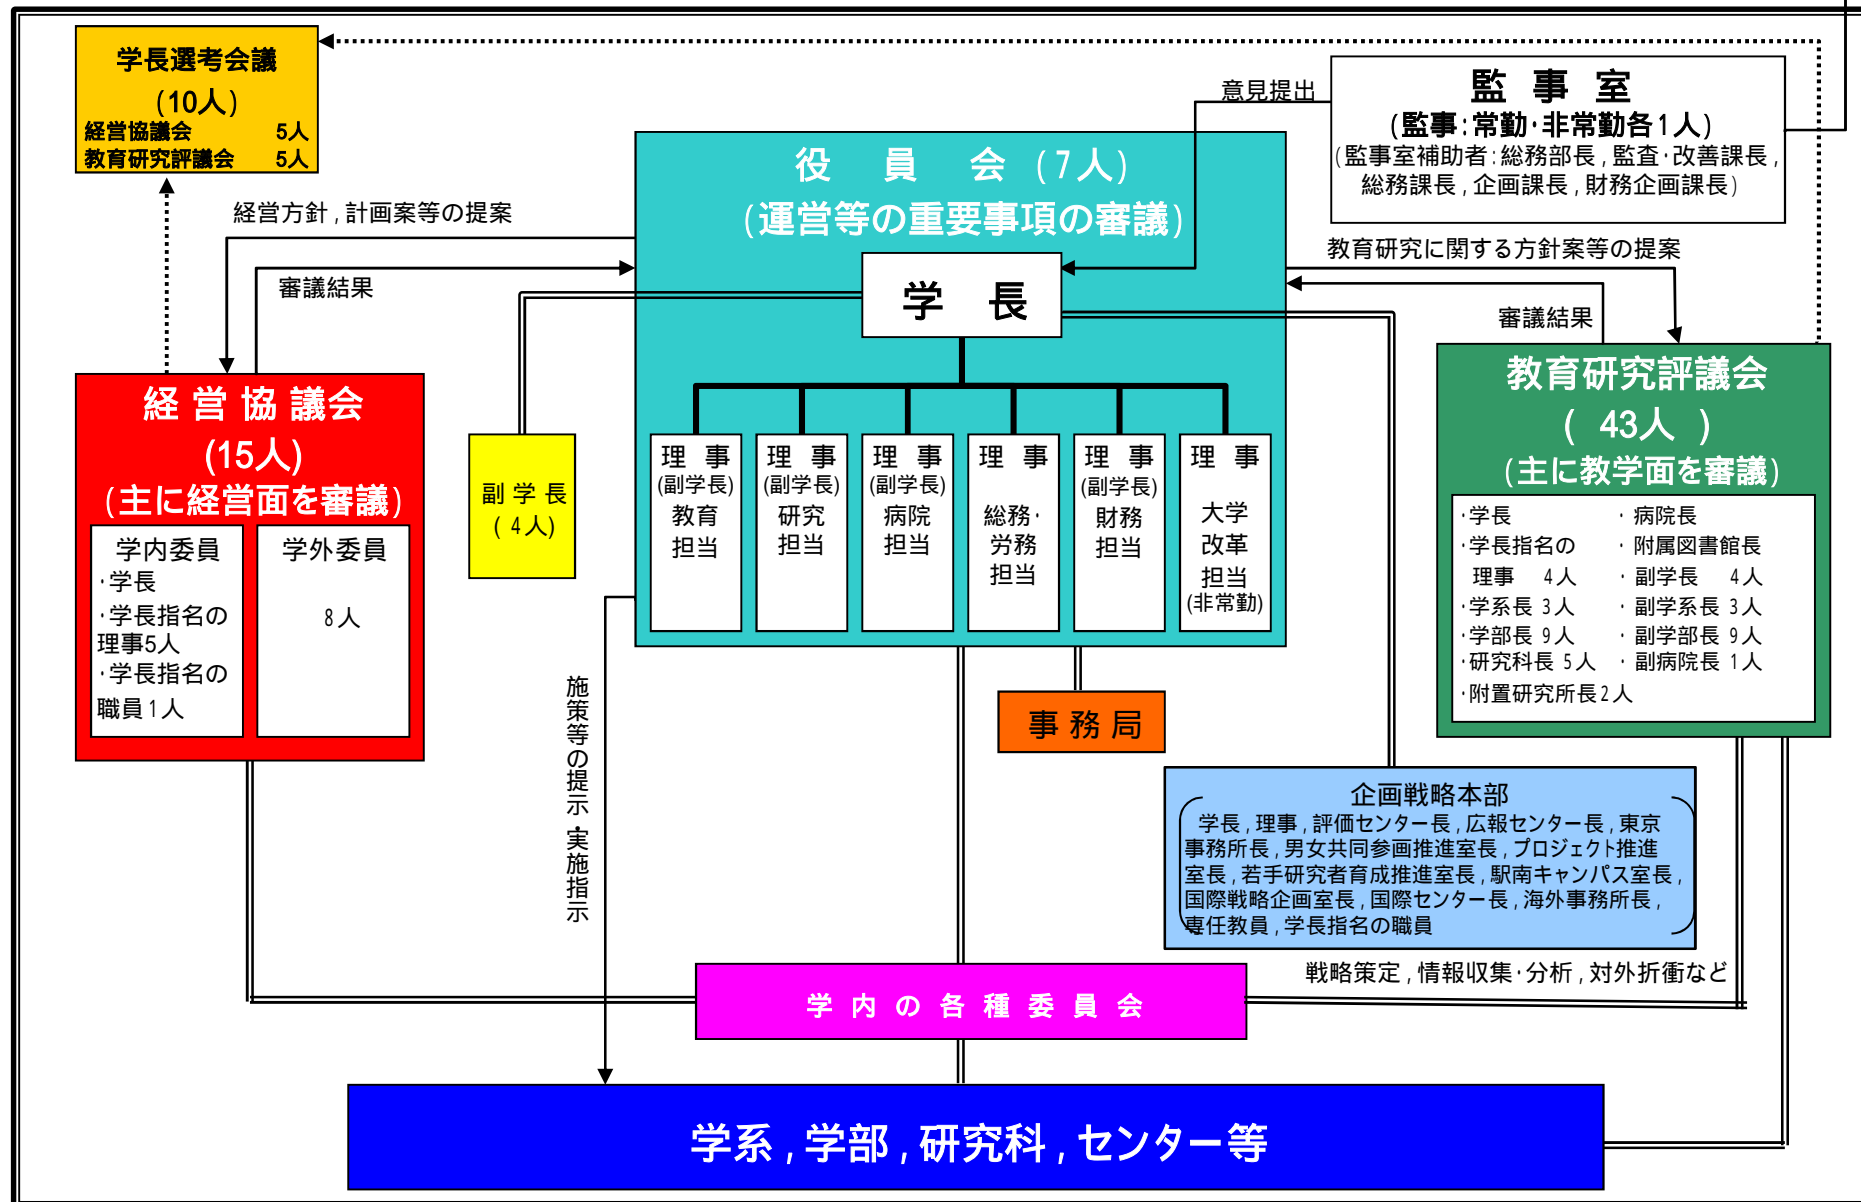 学長選考会議
(10人)
経営協議会 5人
教育研究評議会 5人
意見提出
監 事 室
(監事:常勤・非常勤各1人)
(監事室補助者:総務部長,監査・改善課長,
総務課長,企画課長,財務企画課長)
役 員 会 (7人)
(運営等の重要事項の審議)
経営方針,計画案等の提案
審議結果
教育研究に関する方針案等の提案
審議結果
学 長
経 営 協 議会
(15人)
(主に経営面を審議)
学内委員
・学長
・学長指名の
理事5人
・学長指名の
職員1人
学外委員
8人
副 学 長
( 4人)
理 事
(副学長)
教育
担当
理 事
(副学長)
研究
担当
理 事
(副学長)
病院
担当
理 事
総務・
労務
担当
理 事
(副学長)
財務
担当
理 事
大学
改革
担当
(非常勤)
教育研究評議会
( 43人 )
(主に教学面を審議)
・学長
・学長指名の
理事 4人
・学系長 3人
・学部長 9人
・研究科長 5人
・附置研究所長2人
・病院長
・附属図書館長
・副学長 4人
・副学系長 3人
・副学部長 9人
・副病院長 1人
施策等の提示・実施指示
事 務 局
企画戦略本部
学長,理事,評価センター長,広報センター長,東京
事務所長,男女共同参画推進室長,プロジェクト推進
室長,若手研究者育成推進室長,駅南キャンパス室長,
国際戦略企画室長,国際センター長,海外事務所長,
専任教員,学長指名の職員
戦略策定,情報収集・分析,対外折衝など
学 内 の 各 種 委 員 会
学系,学部,研究科,センター等